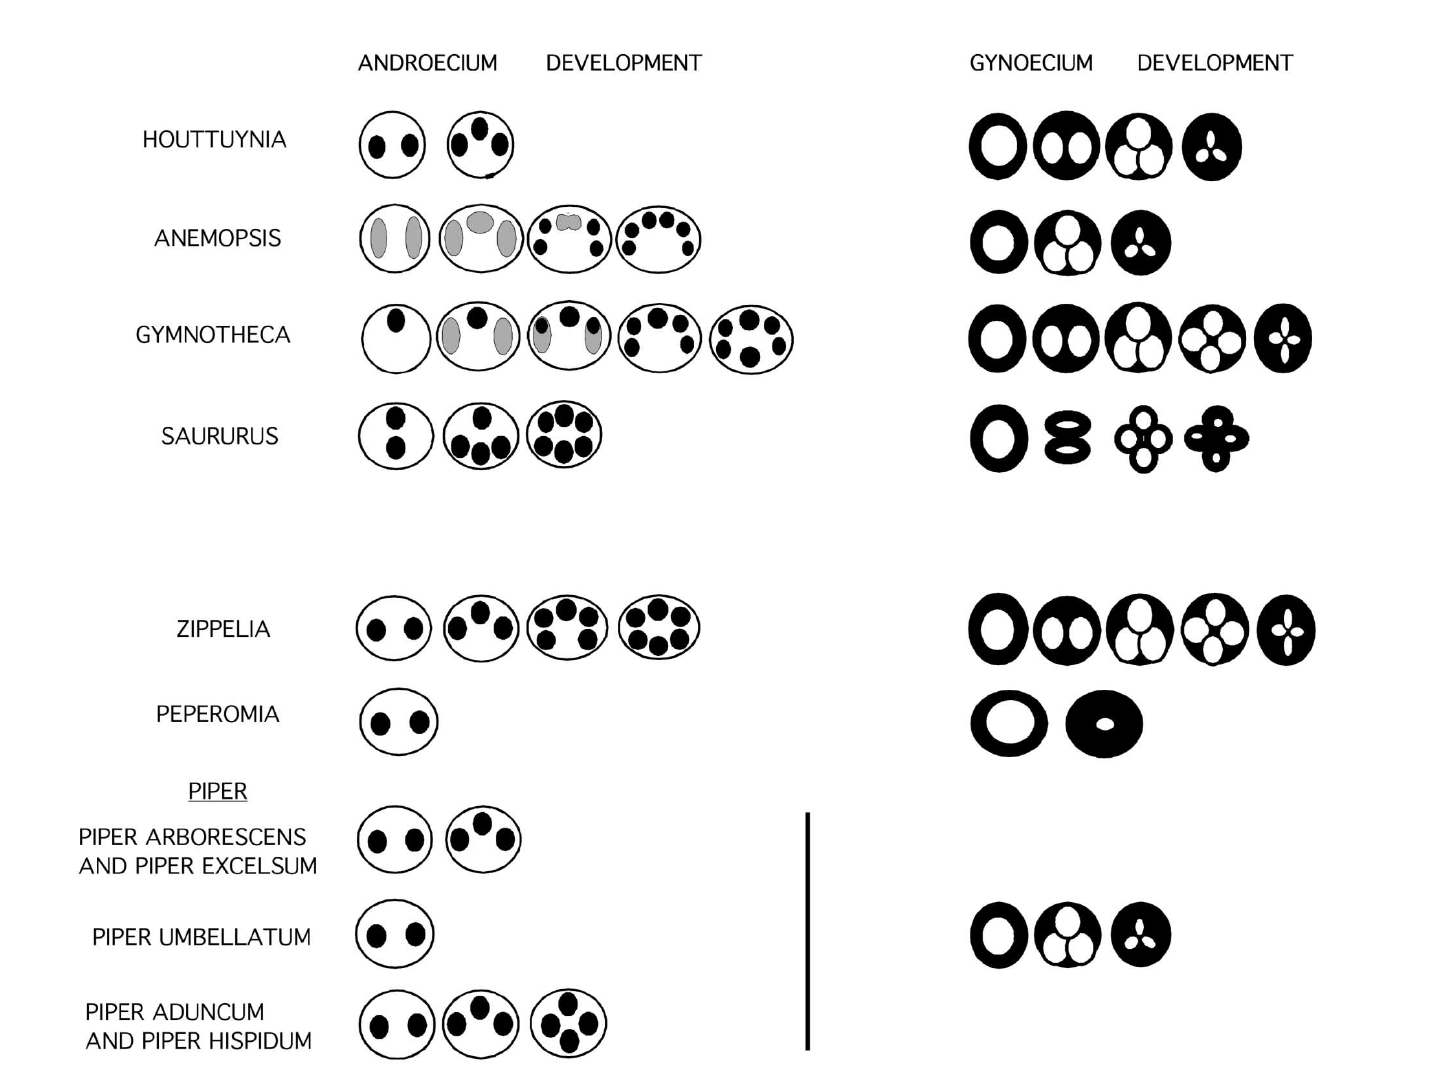 ANDROECIUM DEVELOPMENT
GYNOECIUM DEVELOPMENT
HOUTTUYNIA
ANEMOPSIS
GYMNOTHECA
SAURURUS
ZIPPELIA
PEPEROMIA
PIPER
PIPER ARBORESCENS
AND PIPER EXCELSUM
PIPER UMBELLATUM
PIPER ADUNCUM
AND PIPER HISPIDUM